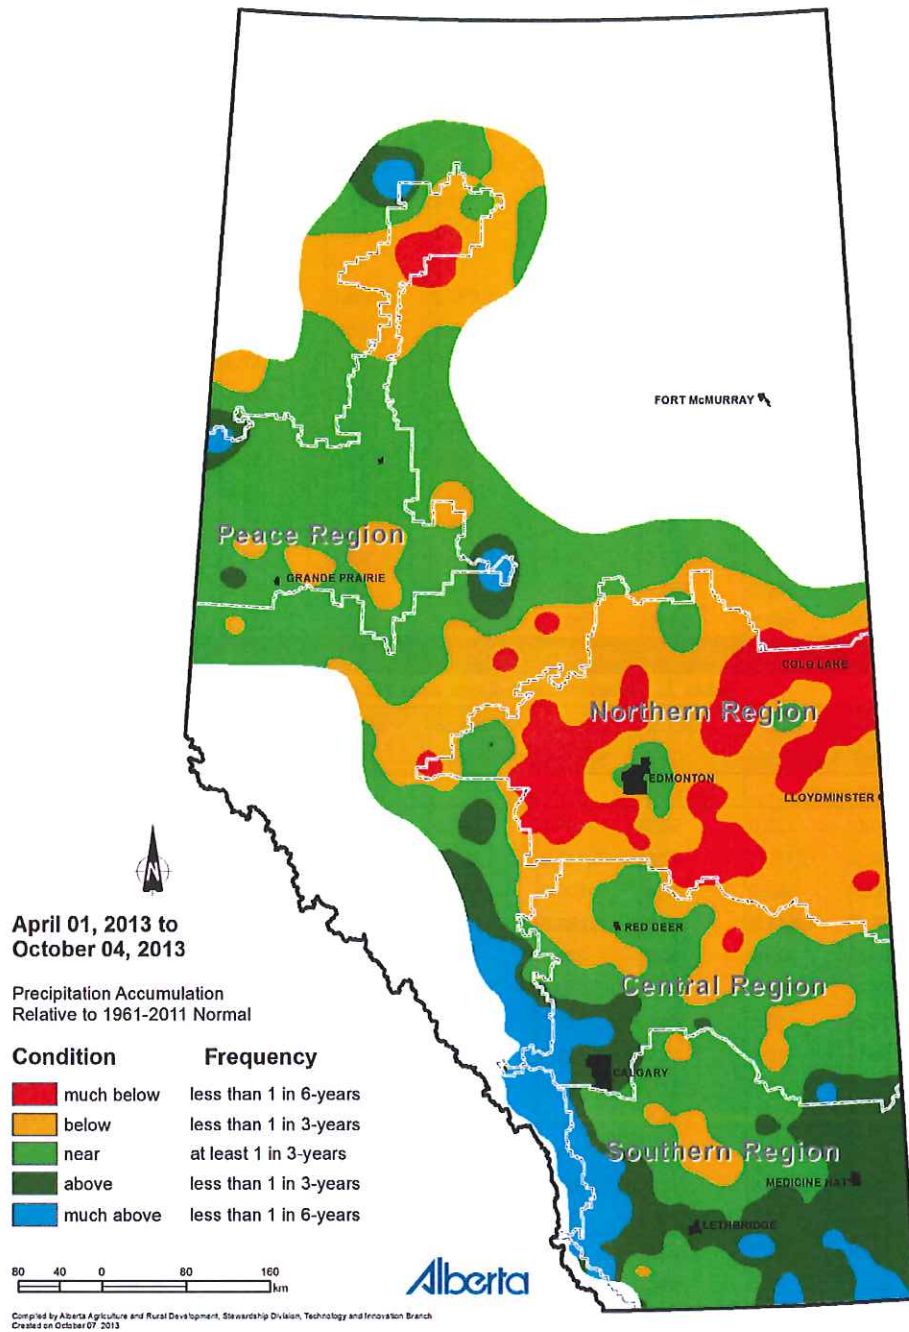 FORT McMURRAY
Peace Region
GRANDE PRAIRIE
COLD LAKE
Northern Region
EDMONTON
LLOYDMINSTER
N
April 01, 2013 to
October 04, 2013
RED DEER
Central Region
Precipitation Accumulation
Relative to 1961-2011 Normal
Condition Frequency
CALGARY
much below less than 1 in 6-years
below less than 1 in 3-years
near at least 1 in 3-years
above less than 1 in 3-years
much above less than 1 in 6-years
Southern Region
MEDICINE HAT
LETHBRIDGE
80 40 0 80 160
km
Alberta
Compiled by Alberta Agriculture and Rural Development, Stewardship Division, Technology and Innovation Branch
Created on October 07, 2013